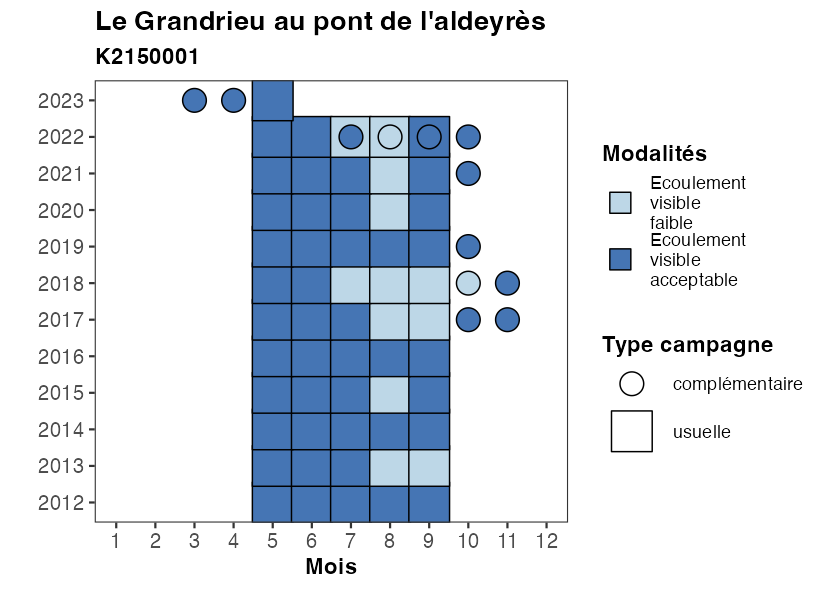 Le Grandrieu au pont de l'aldeyrès
K2150001
2023
2022
2021
2020
2019
2018
2017
2016
2015
2014
2013
2012
1 2 3 4 5 6 7 8 9 10 11 12
Mois
Modalités
Ecoulement
visible
faible
Ecoulement
visible
acceptable
Type campagne
complémentaire
usuelle